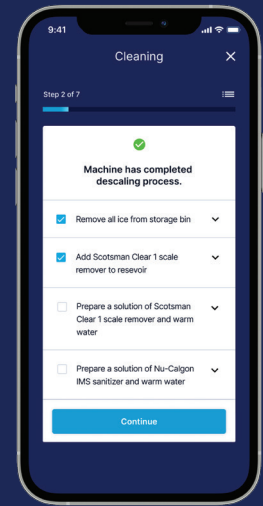 9:41
Cleaning
Step 2 of 7
Machine has completed
descaling process.
Remove all ice from storage bin
Add Scotsman Clear 1 scale
remover to resevoir
Prepare a solution of Scotsman
Clear 1 scale remover and warm
water
Prepare a solution of Nu-Calgon
IMS sanitizer and warm water
Continue